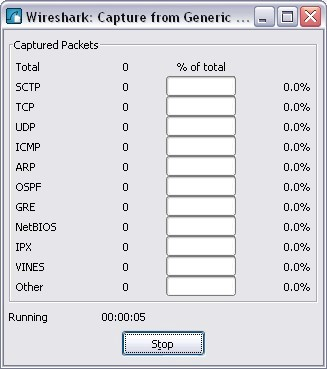 Wireshark: Capture from Generic ...
Captured Packets
Total 0 % of total
SCTP 0 0.0%
TCP 0 0.0%
UDP 0 0.0%
ICMP 0 0.0%
ARP 0 0.0%
OSPF 0 0.0%
GRE 0 0.0%
NetBIOS 0 0.0%
IPX 0 0.0%
VINES 0 0.0%
Other 0 0.0%
Running 00:00:05
Stop